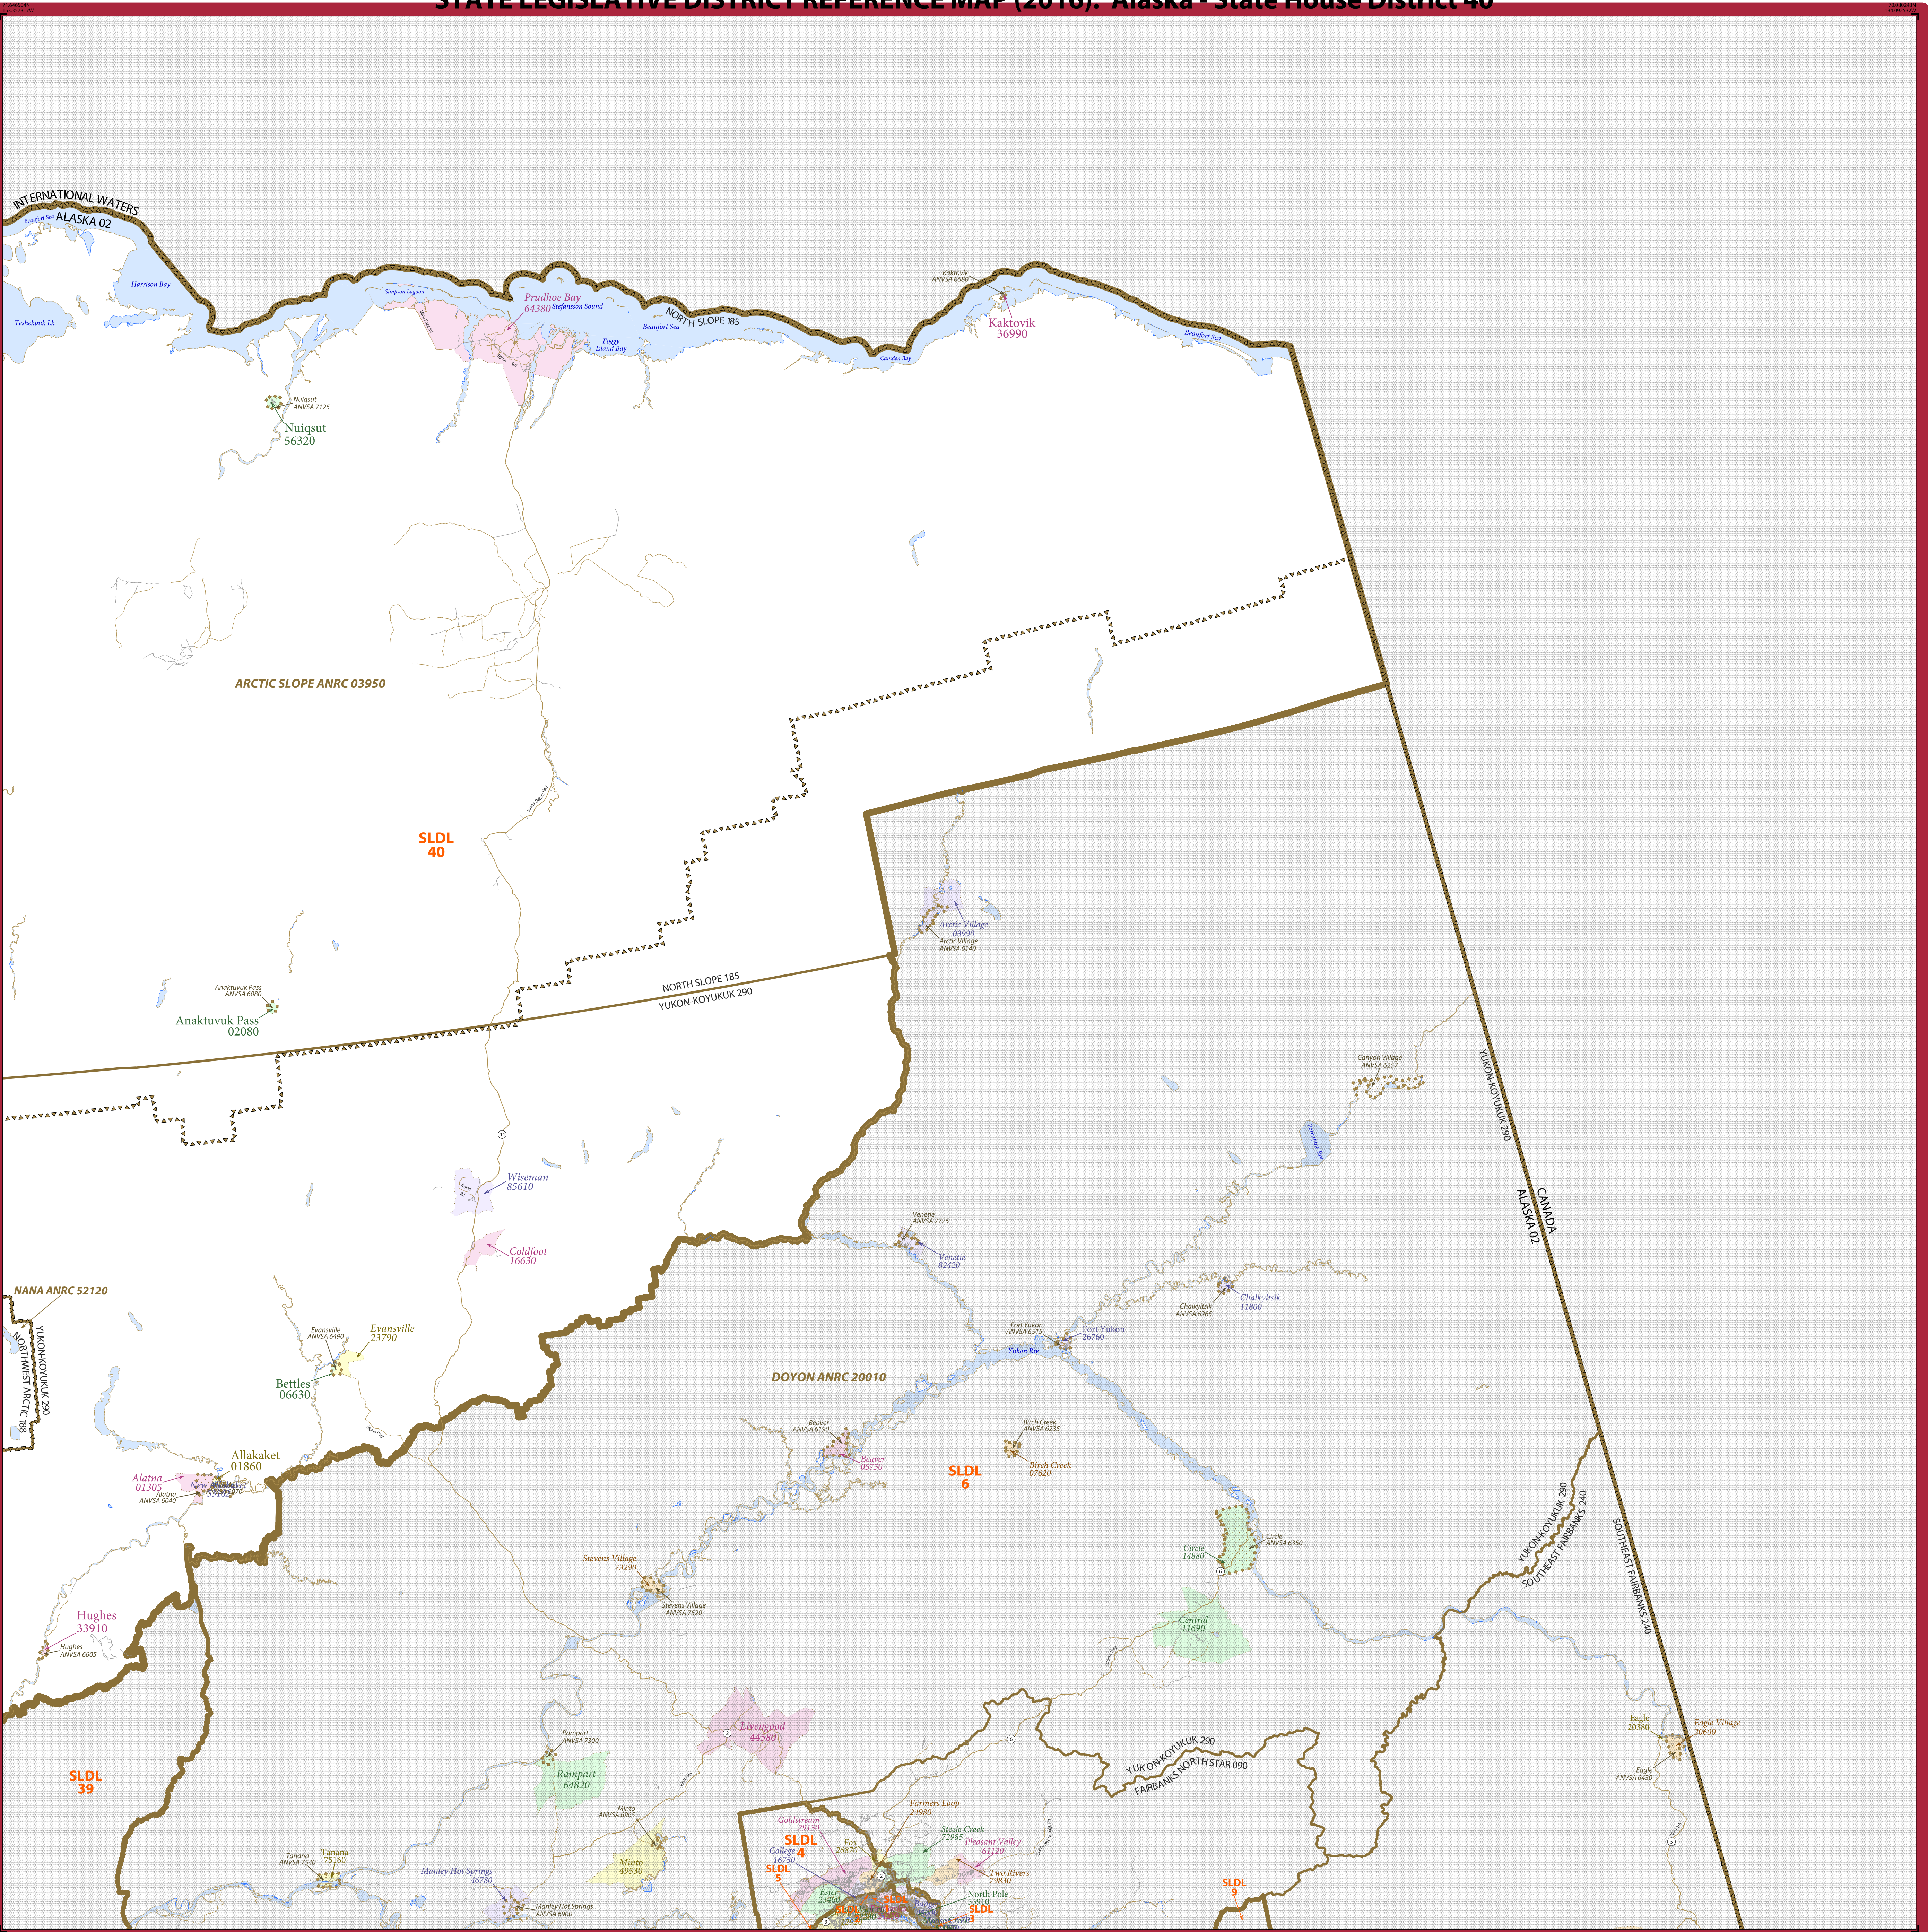 STATE LEGISLATIVE DISTRICT REFERENCE MAP (2016): Alaska - State House District 40
INTERNATIONAL WATERS
ALASKA 02
Beaufort Sea
Harrison Bay
Teshekpuk Lk
Simpson Lagoon
Prudhoe Bay
64380
Stefansson Sound
Beaufort Sea
Foggy
Island Bay
NORTH SLOPE 185
Camden Bay
Kaktovik
ANVSA 6680
Kaktovik
36990
Beaufort Sea
Nuiqsut
ANVSA 7125
Nuiqsut
56320
ARCTIC SLOPE ANRC 03950
SLDL
40
Arctic Village
03990
Arctic Village
ANVSA 6140
NORTH SLOPE 185
YUKON-KOYUKUK 290
Anaktuvuk Pass
ANVSA 6080
Anaktuvuk Pass
02080
Canyon Village
ANVSA 6257
YUKON-KOYUKUK 290
Porcupine Riv
11
Wiseman
85610
Coldfoot
16630
CANADA
ALASKA 02
Venetie
ANVSA 7725
Venetie
82420
Chalkyitsik
ANVSA 6265
Chalkyitsik
11800
NANA ANRC 52120
YUKON-KOYUKUK 290
NORTHWEST ARCTIC 188
Evansville
ANVSA 6490
Evansville
23790
Bettles
06630
Fort Yukon
ANVSA 6515
Fort Yukon
26760
Yukon Riv
DOYON ANRC 20010
Beaver
ANVSA 6190
Beaver
05750
Birch Creek
ANVSA 6235
Birch Creek
07620
SLDL
6
Allakaket
01860
Alatna
01305
Alatna
ANVSA 6040
YUKON-KOYUKUK 290
SOUTHEAST FAIRBANKS 240
SOUTHEAST FAIRBANKS 240
Circle
14880
Circle
ANVSA 6350
6
Stevens Village
73290
Stevens Village
ANVSA 7520
Central
11690
Hughes
33910
Hughes
ANVSA 6605
Livengood
44580
2
6
Rampart
ANVSA 7300
Rampart
64820
YUKON-KOYUKUK 290
FAIRBANKS NORTH STAR 090
Eagle
20380
Eagle Village
20600
Eagle
ANVSA 6430
5
SLDL
39
Minto
ANVSA 6965
Minto
49530
Elliott Hwy
Farmers Loop
24980
Goldstream
29130
SLDL
4
College
16750
SLDL
5
Fox
26870
Steele Creek
72985
Pleasant Valley
61120
Two Rivers
79830
Tanana
ANVSA 7540
Tanana
75160
Manley Hot Springs
46780
Manley Hot Springs
ANVSA 6900
Ester
23460
North Pole
55910
SLDL
3
SLDL
9